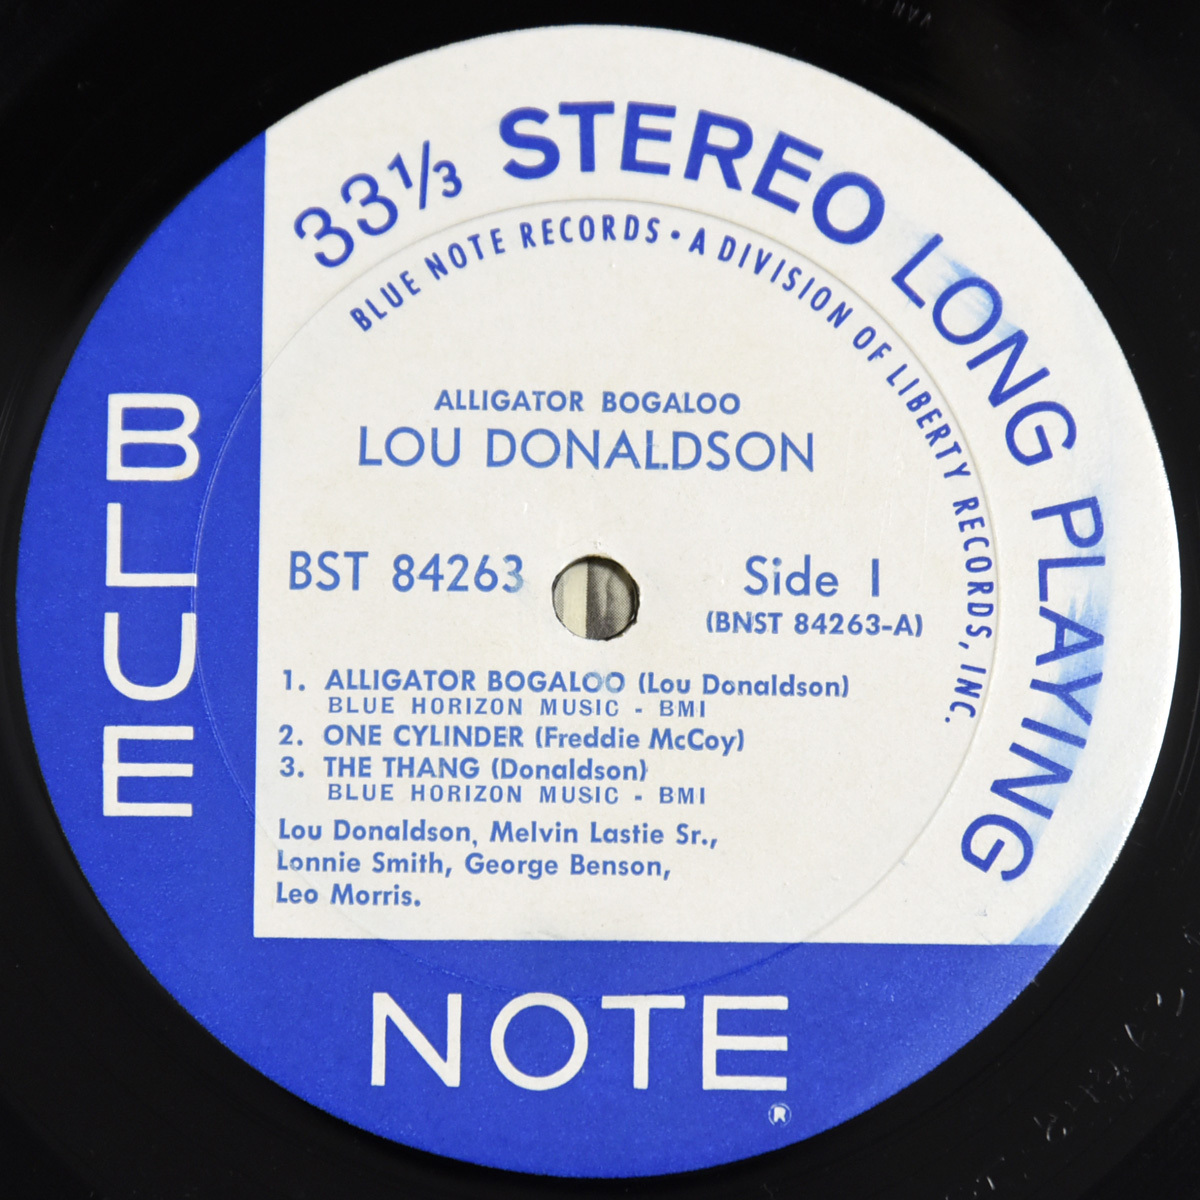 33⅓ STEREO LONG PLAYING
BLUE NOTE RECORDS • A DIVISION OF LIBERTY RECORDS, INC.
ALLIGATOR BOGALOO
LOU DONALDSON
BST 84263
Side 1
(BNST 84263-A)
1. ALLIGATOR BOGALOO (Lou Donaldson)
BLUE HORIZON MUSIC - BMI
2. ONE CYLINDER (Freddie McCoy)
3. THE THANG (Donaldson)
BLUE HORIZON MUSIC - BMI
Lou Donaldson, Melvin Lastie Sr.,
Lonnie Smith, George Benson,
Leo Morris.
BLUE
NOTE
®